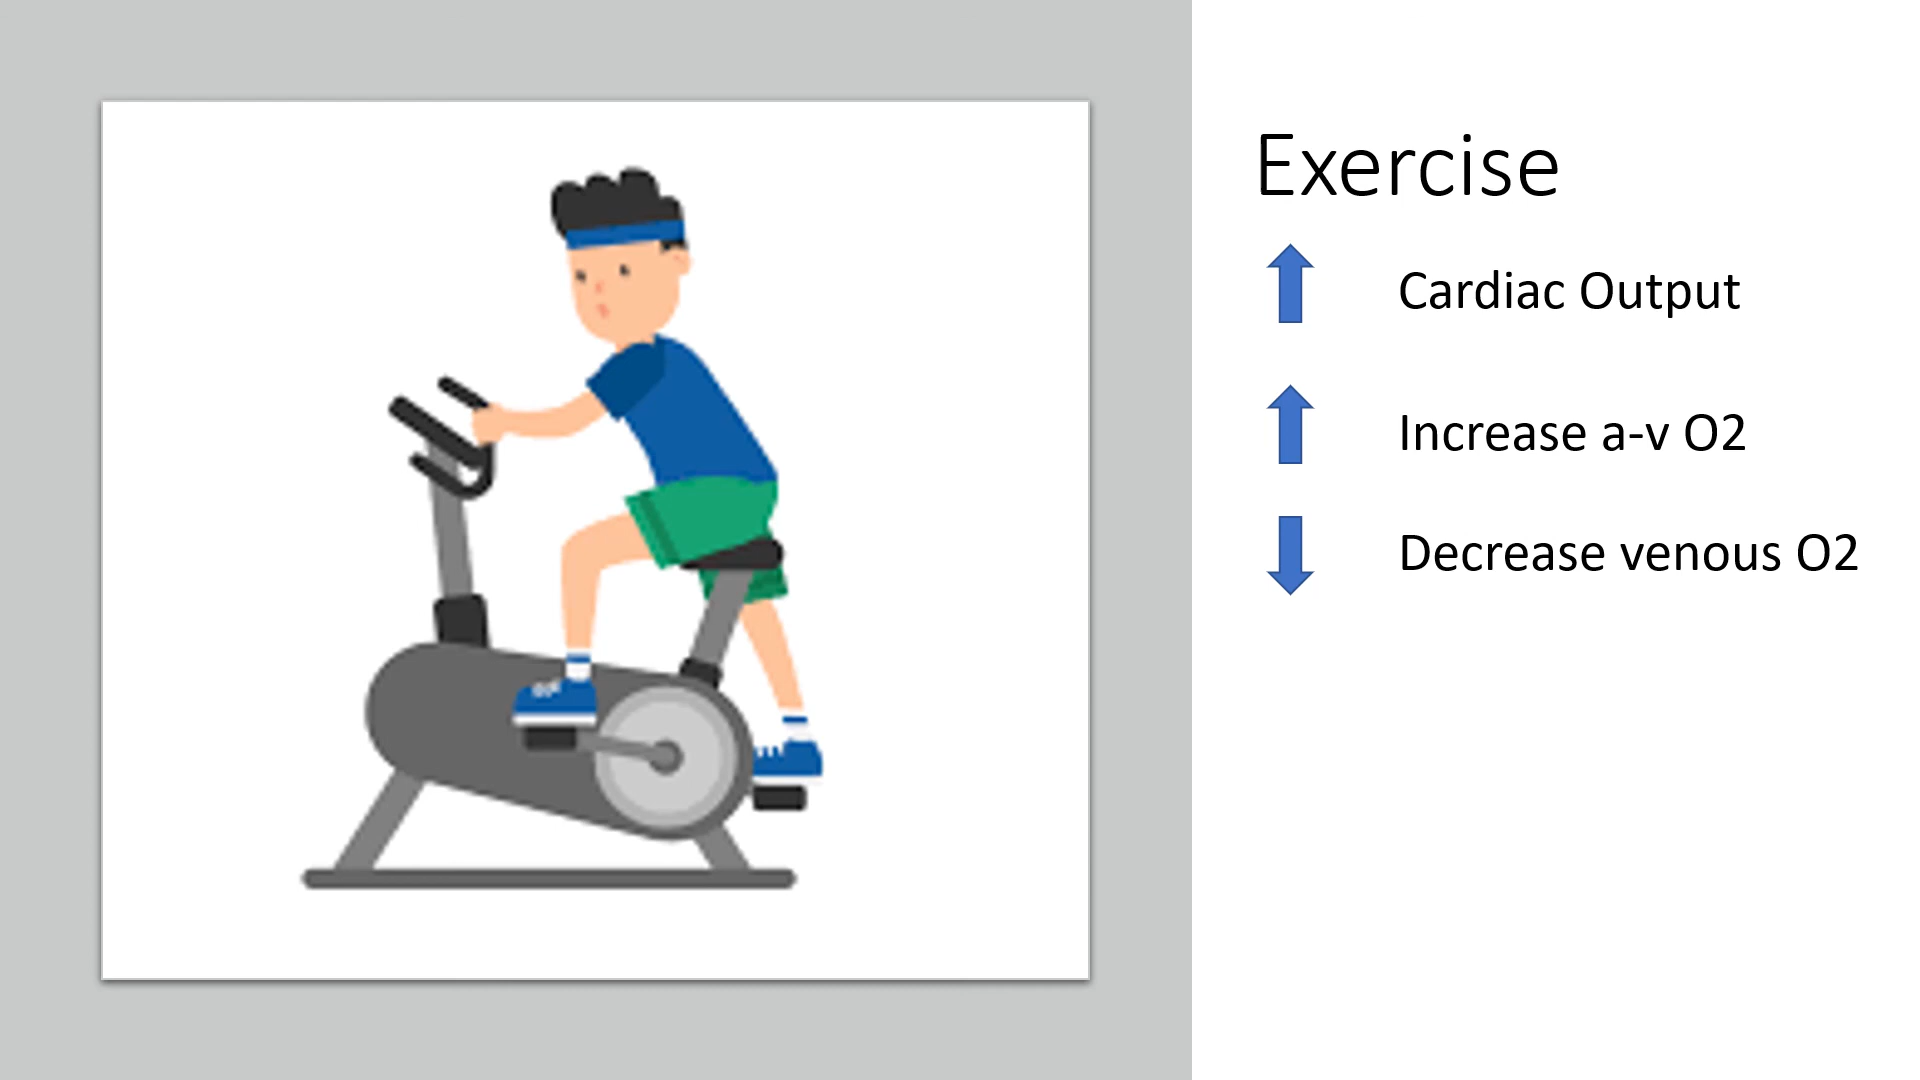 Exercise
Cardiac Output
Increase a-v O2
Decrease venous O2